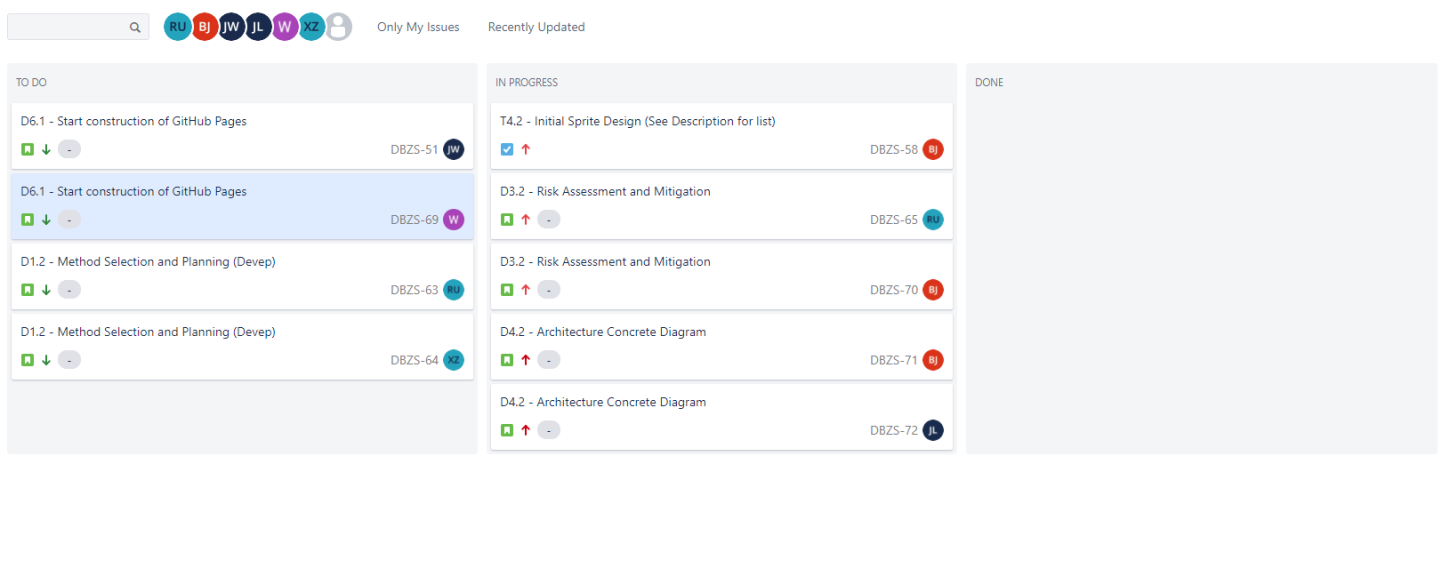 RU BJ JW JL W XZ Only My Issues Recently Updated
TO DO
D6.1 - Start construction of GitHub Pages
- DBZS-51 JW
D6.1 - Start construction of GitHub Pages
- DBZS-69 W
D1.2 - Method Selection and Planning (Devep)
- DBZS-63 RU
D1.2 - Method Selection and Planning (Devep)
- DBZS-64 XZ
IN PROGRESS
T4.2 - Initial Sprite Design (See Description for list)
DBZS-58 BJ
D3.2 - Risk Assessment and Mitigation
- DBZS-65 RU
D3.2 - Risk Assessment and Mitigation
- DBZS-70 BJ
D4.2 - Architecture Concrete Diagram
- DBZS-71 BJ
D4.2 - Architecture Concrete Diagram
- DBZS-72 JL
DONE